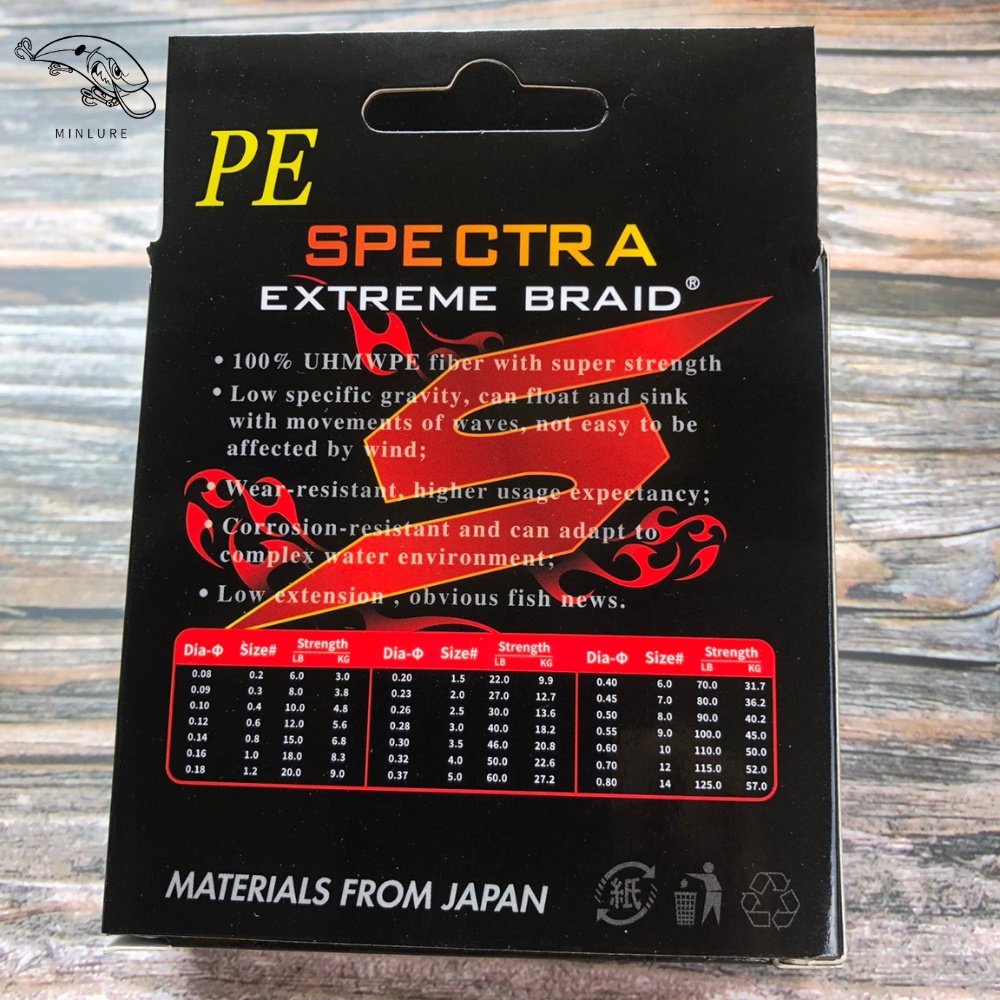 MINLURE
PE
SPECTRA
EXTREME BRAID®
• 100% UHMWPE fiber with super strength
• Low specific gravity, can float and sink
with movements of waves, not easy to be
affected by wind;
• Wear-resistant, higher usage expectancy;
• Corrosion-resistant and can adapt to
complex water environment;
• Low extension , obvious fish news.
Dia-Φ Size# Strength Dia-Φ Size# Strength Dia-Φ Size# Strength
LB KG LB KG LB KG
0.08 0.2 6.0 3.0 0.20 1.5 22.0 9.9 0.40 6.0 70.0 31.7
0.09 0.3 8.0 3.8 0.23 2.0 27.0 12.7 0.45 7.0 80.0 36.2
0.10 0.4 10.0 4.8 0.26 2.5 30.0 13.6 0.50 8.0 90.0 40.2
0.12 0.6 12.0 5.6 0.28 3.0 40.0 18.2 0.55 9.0 100.0 45.0
0.14 0.8 15.0 6.8 0.30 3.5 46.0 20.8 0.60 10 110.0 50.0
0.16 1.0 18.0 8.3 0.32 4.0 50.0 22.6 0.70 12 115.0 52.0
0.18 1.2 20.0 9.0 0.37 5.0 60.0 27.2 0.80 14 125.0 57.0
MATERIALS FROM JAPAN
紙